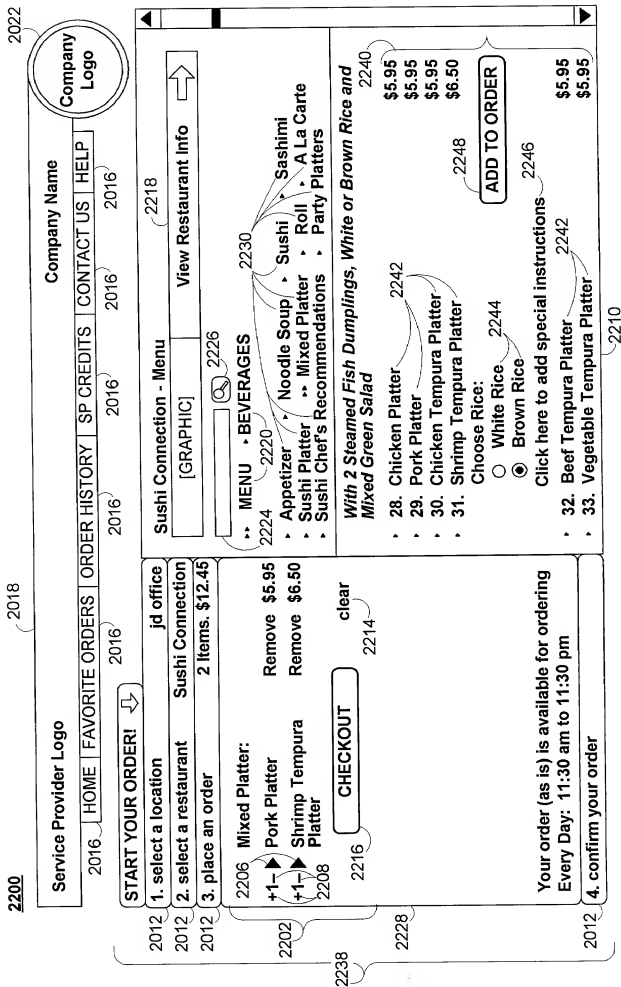 2200
2018
2022
Service Provider Logo
Company Name
Company Logo
HOME | FAVORITE ORDERS | ORDER HISTORY | SP CREDITS | CONTACT US | HELP
2016
2016
2016
2016
2016
2016
START YOUR ORDER!
2012
1. select a location
jd office
2012
2. select a restaurant
Sushi Connection
2012
3. place an order
2 Items. $12.45
2206
Mixed Platter:
+1–
Pork Platter
Remove $5.95
+1–
Shrimp Tempura
Platter
Remove $6.50
2208
2202
2216
CHECKOUT
clear
2214
2228
Your order (as is) is available for ordering
Every Day: 11:30 am to 11:30 pm
2012
4. confirm your order
2238
Sushi Connection - Menu
2218
[GRAPHIC]
View Restaurant Info
2224
2226
MENU
BEVERAGES
2220
2230
Appetizer
Noodle Soup
Sushi
Sashimi
Sushi Platter
Mixed Platter
Roll
A La Carte
Sushi Chef's Recommendations
Party Platters
With 2 Steamed Fish Dumplings, White or Brown Rice and
Mixed Green Salad
2240
28. Chicken Platter
$5.95
29. Pork Platter
$5.95
30. Chicken Tempura Platter
$5.95
31. Shrimp Tempura Platter
$6.50
2242
Choose Rice:
White Rice
Brown Rice
2244
2248
ADD TO ORDER
Click here to add special instructions
2246
32. Beef Tempura Platter
$5.95
33. Vegetable Tempura Platter
$5.95
2242
2210